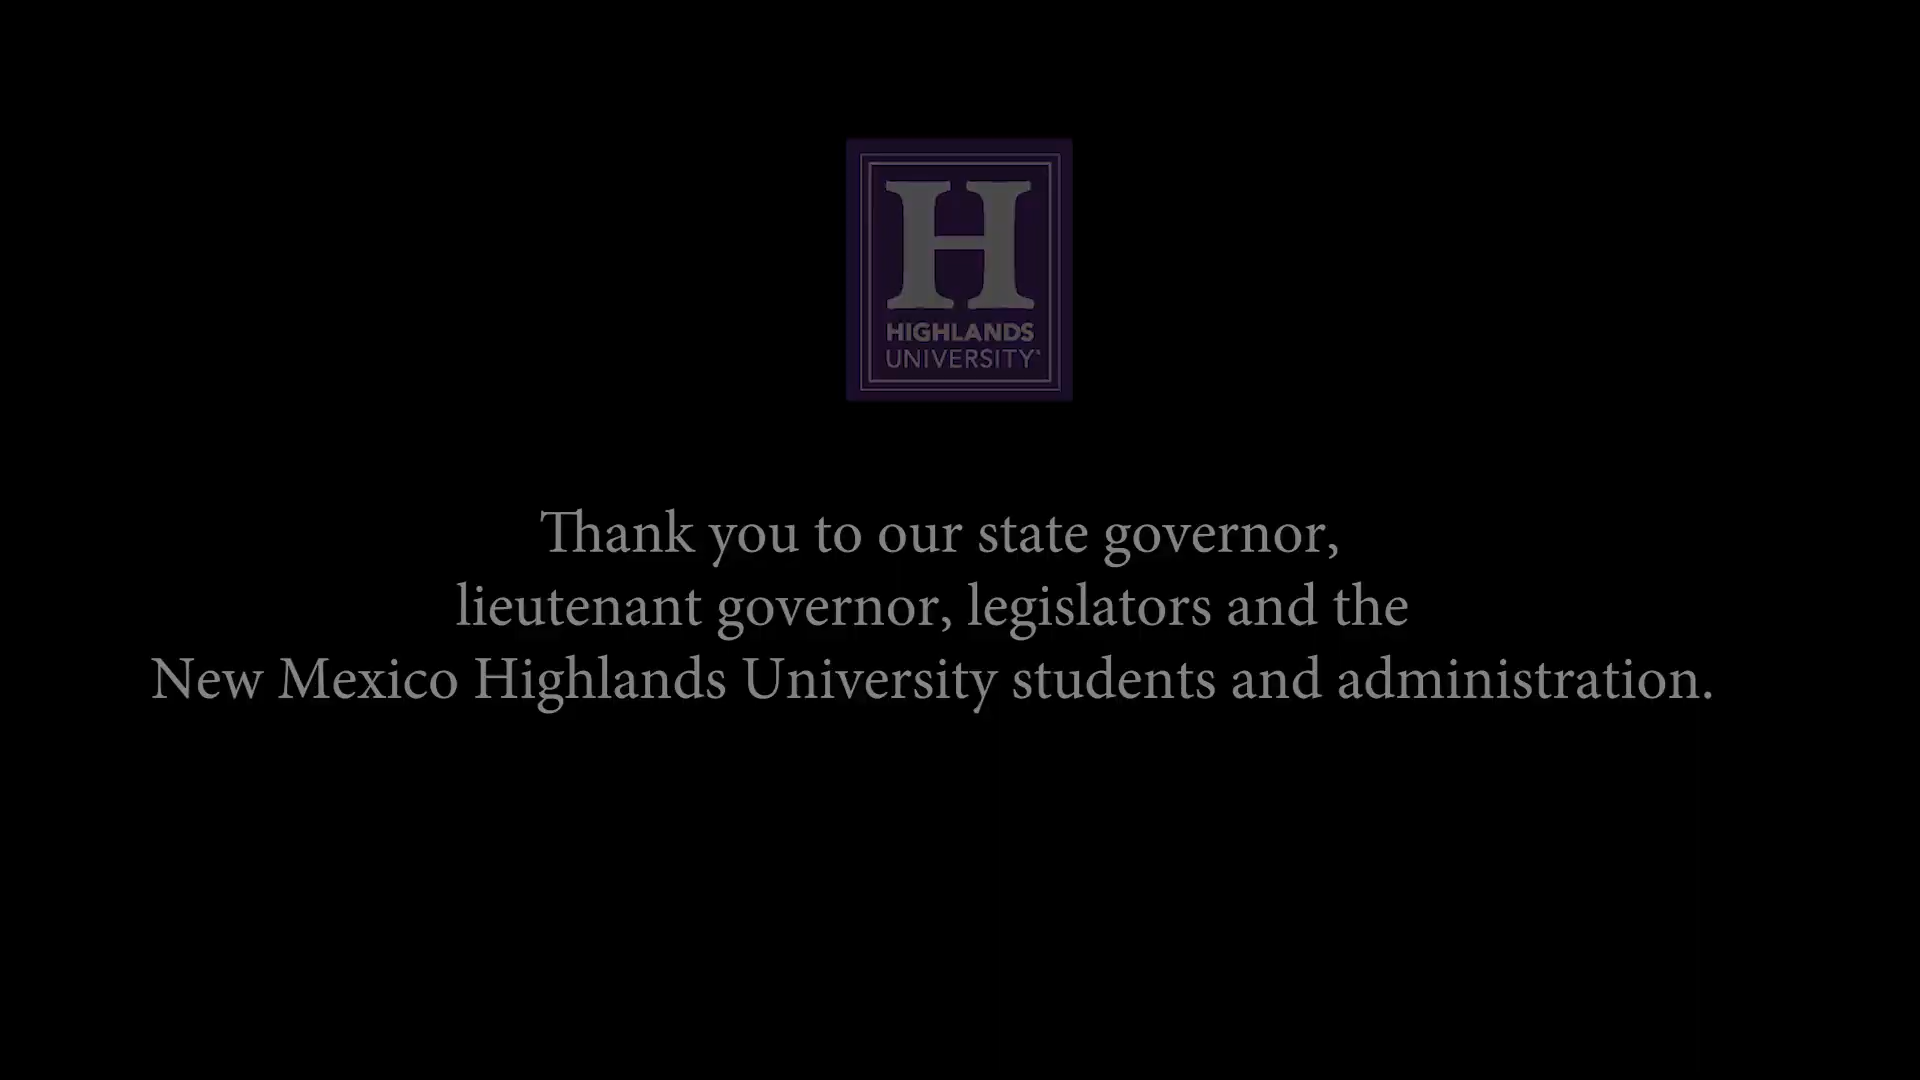 H
HIGHLANDS
UNIVERSITY
Thank you to our state governor,
lieutenant governor, legislators and the
New Mexico Highlands University students and administration.